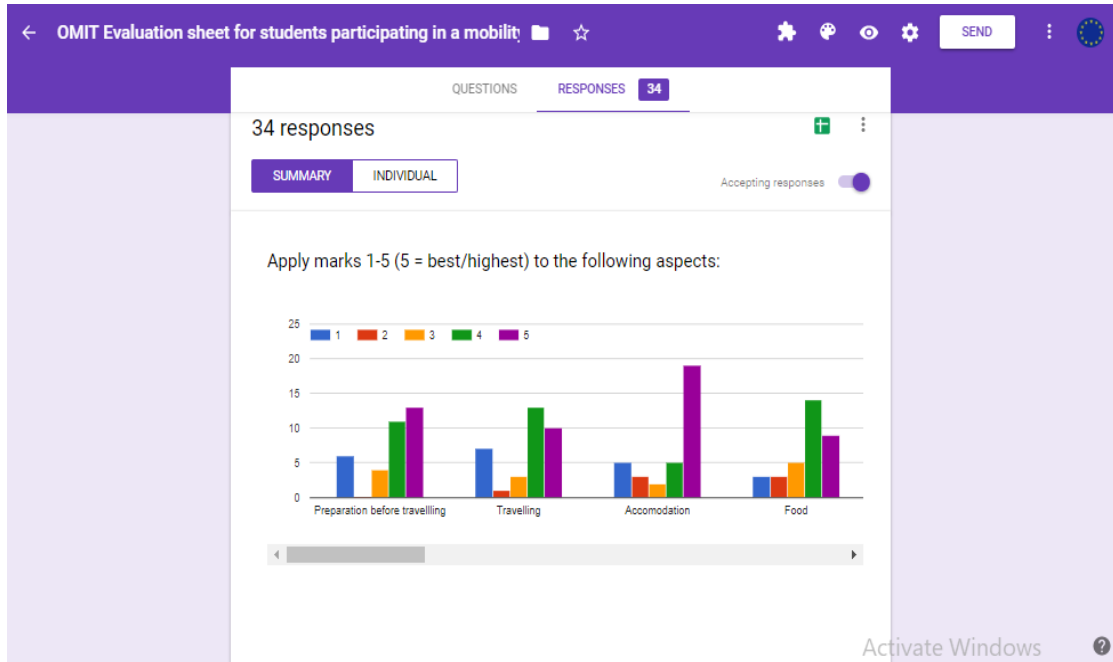 OMIT Evaluation sheet for students participating in a mobility
SEND
QUESTIONS RESPONSES 34
34 responses
SUMMARY INDIVIDUAL
Accepting responses
Apply marks 1-5 (5 = best/highest) to the following aspects:
25
1 2 3 4 5
20
15
10
5
0
Preparation before travellling Travelling Accomodation Food
Activate Windows
?